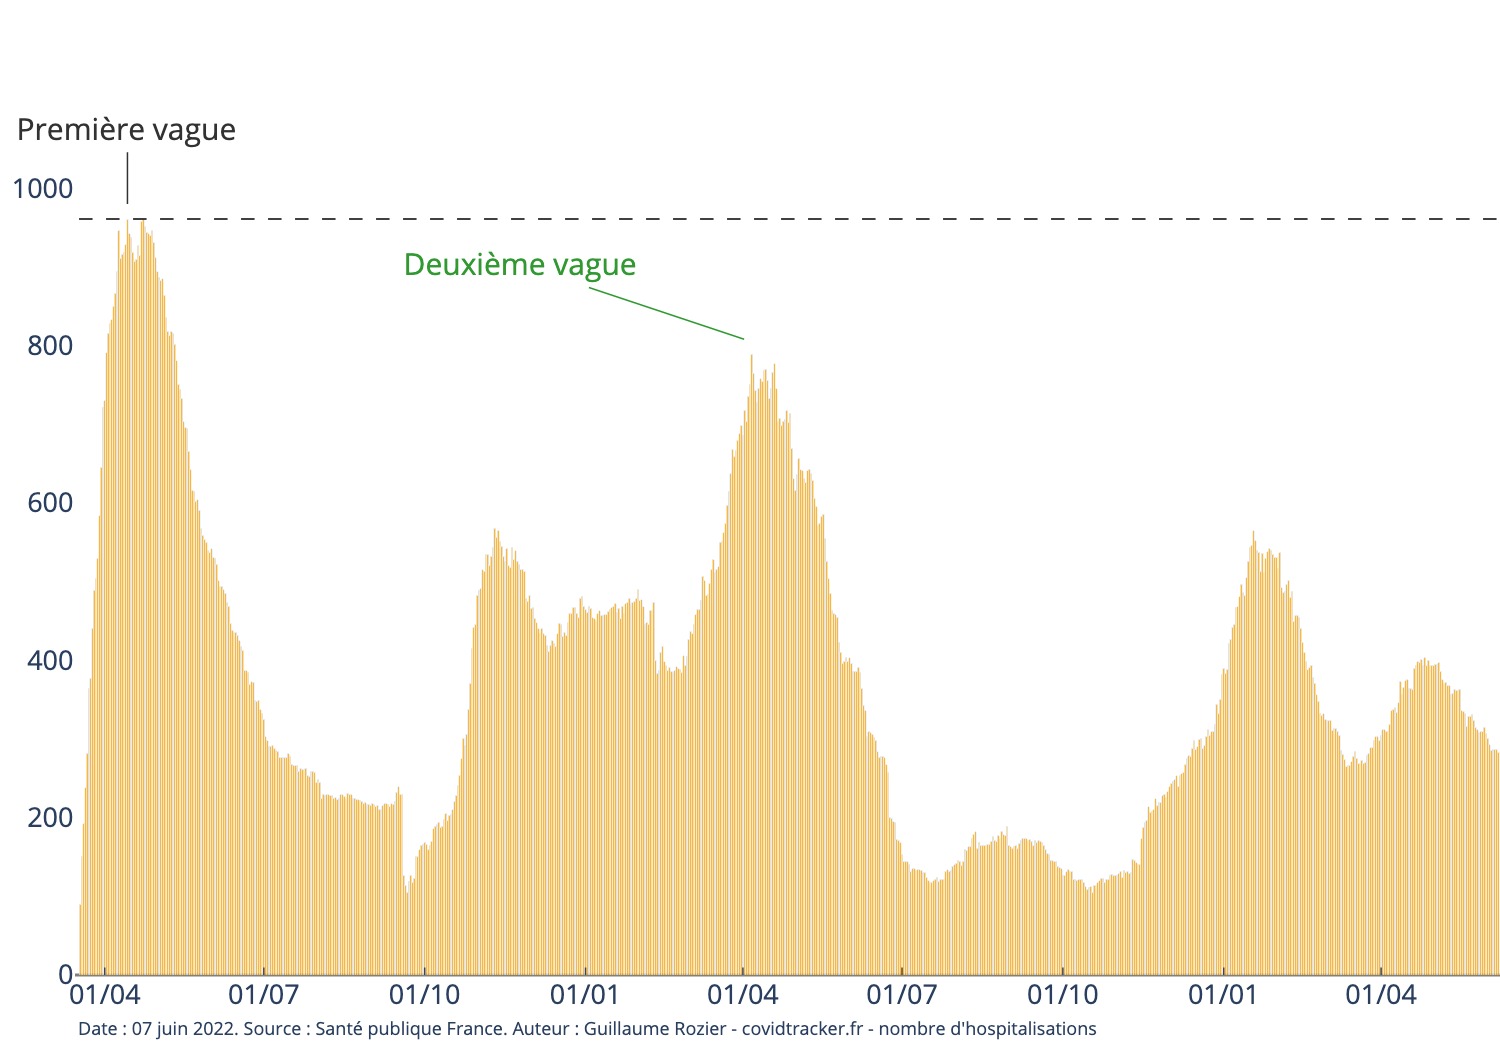 Première vague
1000
Deuxième vague
800
600
400
200
0
01/04 01/07 01/10 01/01 01/04 01/07 01/10 01/01 01/04
Date : 07 juin 2022. Source : Santé publique France. Auteur : Guillaume Rozier - covidtracker.fr - nombre d'hospitalisations